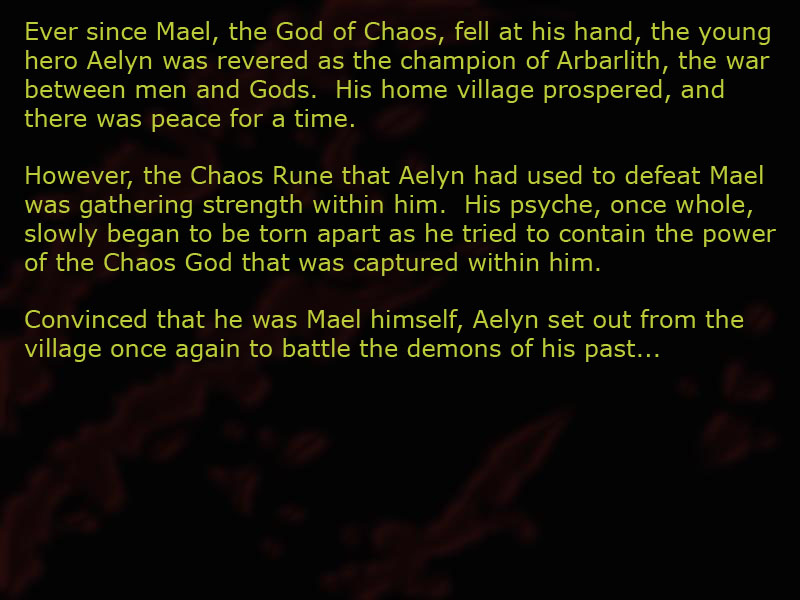 Ever since Mael, the God of Chaos, fell at his hand, the young
hero Aelyn was revered as the champion of Arbarlith, the war
between men and Gods.  His home village prospered, and
there was peace for a time.
However, the Chaos Rune that Aelyn had used to defeat Mael
was gathering strength within him.  His psyche, once whole,
slowly began to be torn apart as he tried to contain the power
of the Chaos God that was captured within him.
Convinced that he was Mael himself, Aelyn set out from the
village once again to battle the demons of his past...